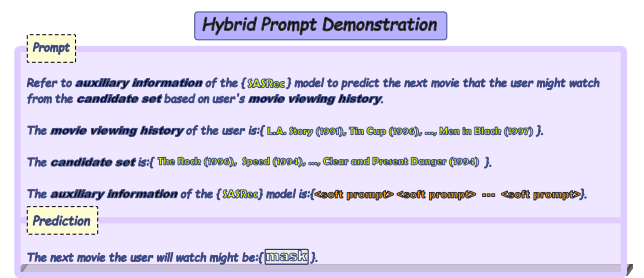 Hybrid Prompt Demonstration
Prompt
Refer to auxiliary information of the {SASRec} model to predict the next movie that the user might watch
from the candidate set based on user's movie viewing history.
The movie viewing history of the user is:{ L.A. Story (1991), Tin Cup (1996), ..., Men in Black (1997) }.
The candidate set is:{ The Rock (1996), Speed (1994), ..., Clear and Present Danger (1994) }.
The auxiliary information of the {SASRec} model is:{<soft prompt> <soft prompt> ... <soft prompt>}.
Prediction
The next movie the user will watch might be:{mask}.